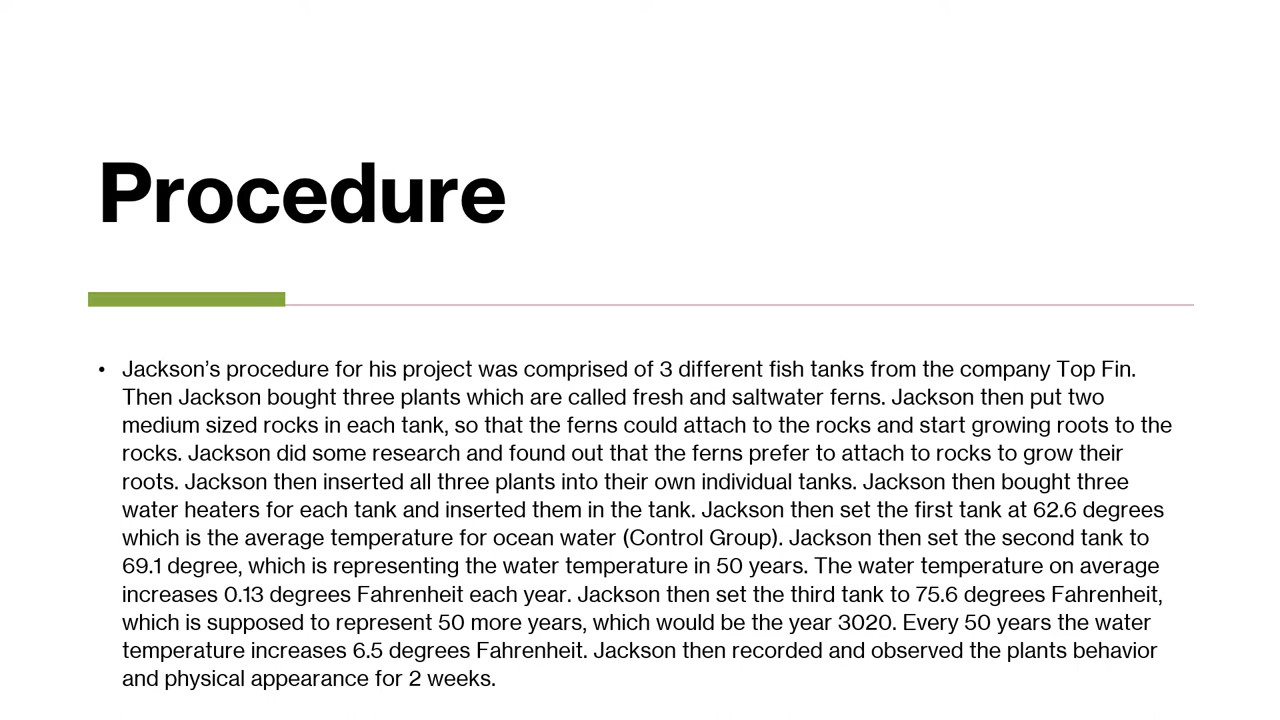 Procedure
• Jackson’s procedure for his project was comprised of 3 different fish tanks from the company Top Fin.
Then Jackson bought three plants which are called fresh and saltwater ferns. Jackson then put two
medium sized rocks in each tank, so that the ferns could attach to the rocks and start growing roots to the
rocks. Jackson did some research and found out that the ferns prefer to attach to rocks to grow their
roots. Jackson then inserted all three plants into their own individual tanks. Jackson then bought three
water heaters for each tank and inserted them in the tank. Jackson then set the first tank at 62.6 degrees
which is the average temperature for ocean water (Control Group). Jackson then set the second tank to
69.1 degree, which is representing the water temperature in 50 years. The water temperature on average
increases 0.13 degrees Fahrenheit each year. Jackson then set the third tank to 75.6 degrees Fahrenheit,
which is supposed to represent 50 more years, which would be the year 3020. Every 50 years the water
temperature increases 6.5 degrees Fahrenheit. Jackson then recorded and observed the plants behavior
and physical appearance for 2 weeks.